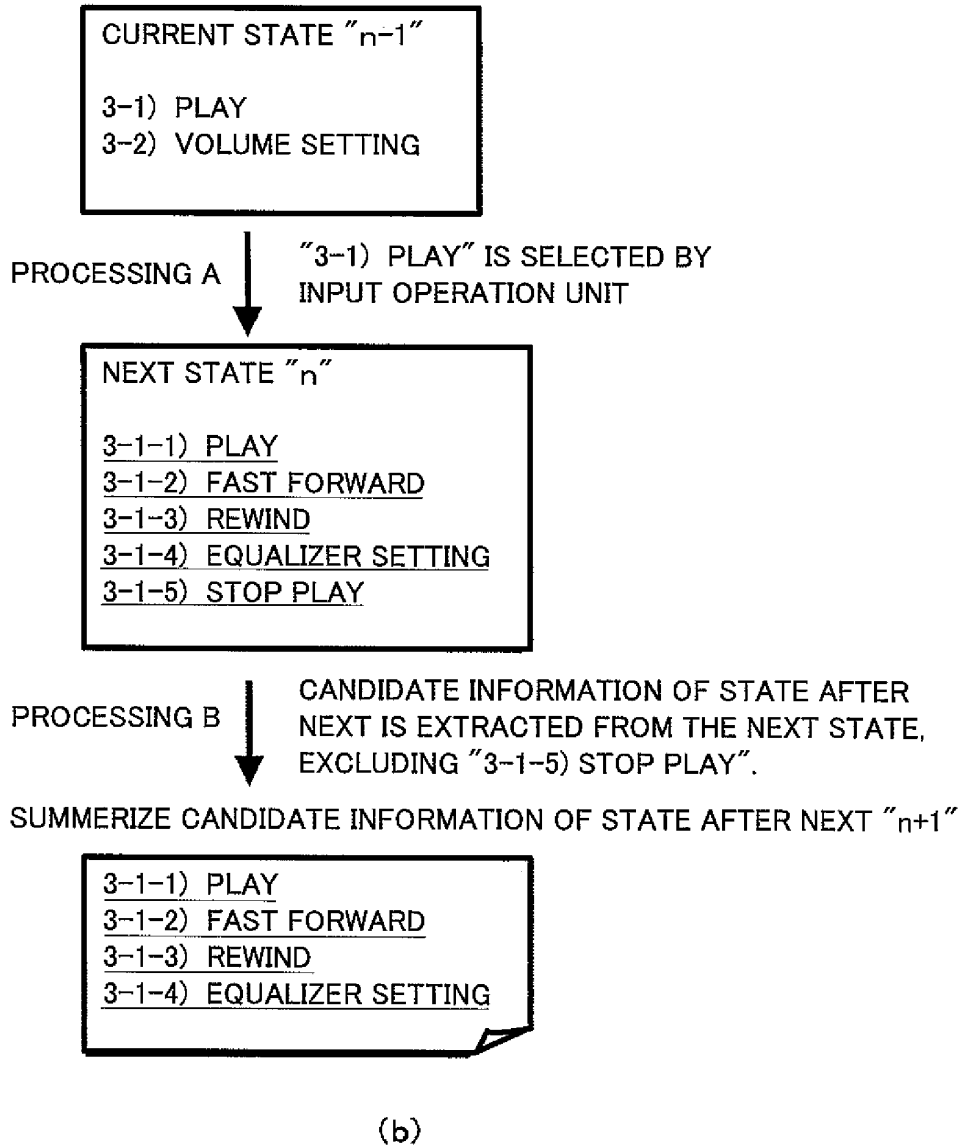 CURRENT STATE "n-1"
3-1) PLAY
3-2) VOLUME SETTING
PROCESSING A
"3-1) PLAY" IS SELECTED BY
INPUT OPERATION UNIT
NEXT STATE "n"
3-1-1) PLAY
3-1-2) FAST FORWARD
3-1-3) REWIND
3-1-4) EQUALIZER SETTING
3-1-5) STOP PLAY
PROCESSING B
CANDIDATE INFORMATION OF STATE AFTER
NEXT IS EXTRACTED FROM THE NEXT STATE,
EXCLUDING "3-1-5) STOP PLAY".
SUMMERIZE CANDIDATE INFORMATION OF STATE AFTER NEXT "n+1"
3-1-1) PLAY
3-1-2) FAST FORWARD
3-1-3) REWIND
3-1-4) EQUALIZER SETTING
(b)